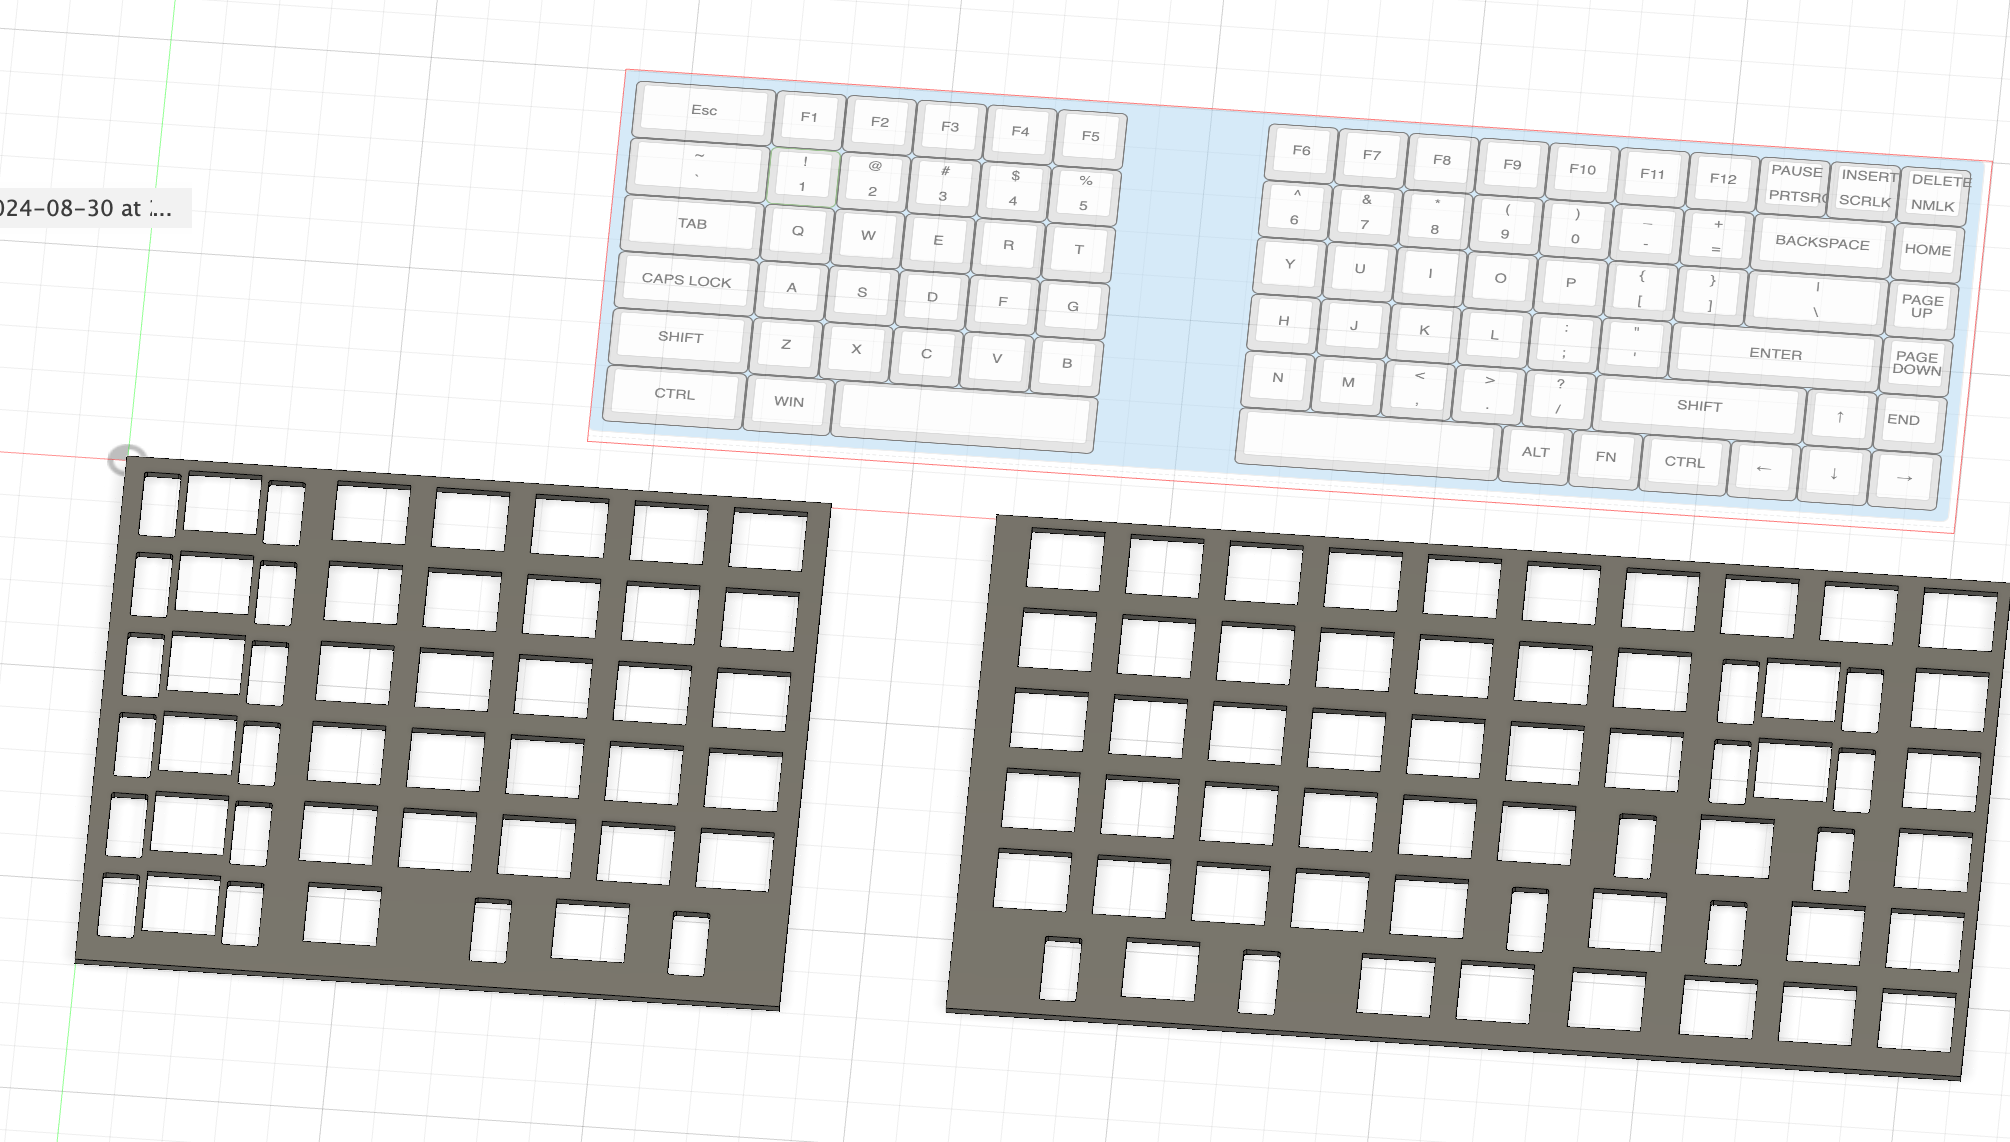 Esc F1 F2 F3 F4 F5 F6 F7 F8 F9 F10 F11 F12 PAUSE INSERT DELETE
PRTSRC SCRLK NMLK
~ ! @ # $ % ^ & * ( ) _ + BACKSPACE HOME
` 1 2 3 4 5 6 7 8 9 0 - =
024-08-30 at
TAB Q W E R T Y U I O P { } | PAGE
[ ] \ UP
CAPS LOCK A S D F G H J K L : " ENTER PAGE
; ' DOWN
SHIFT Z X C V B N M < > ? SHIFT ↑ END
, . /
CTRL WIN ALT FN CTRL ← ↓ →